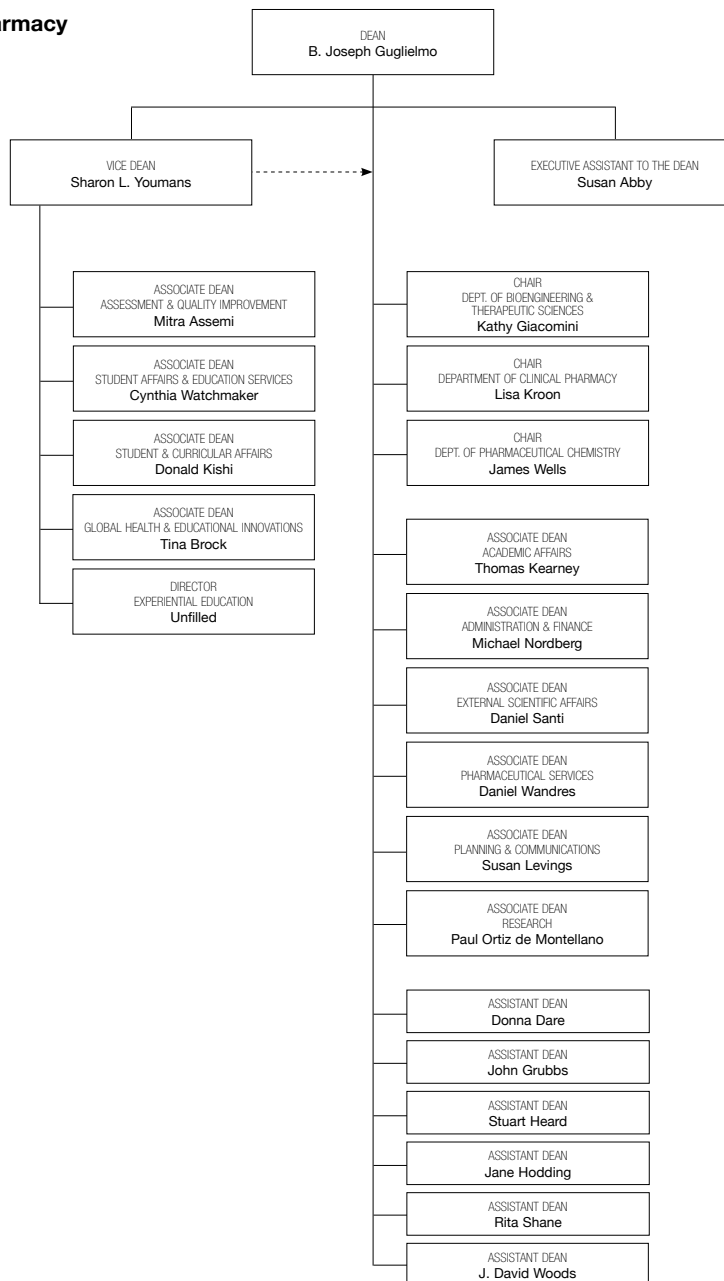 armacy
DEAN
B. Joseph Guglielmo
VICE DEAN
Sharon L. Youmans
EXECUTIVE ASSISTANT TO THE DEAN
Susan Abby
ASSOCIATE DEAN
ASSESSMENT & QUALITY IMPROVEMENT
Mitra Assemi
ASSOCIATE DEAN
STUDENT AFFAIRS & EDUCATION SERVICES
Cynthia Watchmaker
ASSOCIATE DEAN
STUDENT & CURRICULAR AFFAIRS
Donald Kishi
ASSOCIATE DEAN
GLOBAL HEALTH & EDUCATIONAL INNOVATIONS
Tina Brock
DIRECTOR
EXPERIENTIAL EDUCATION
Unfilled
CHAIR
DEPT. OF BIOENGINEERING &
THERAPEUTIC SCIENCES
Kathy Giacomini
CHAIR
DEPARTMENT OF CLINICAL PHARMACY
Lisa Kroon
CHAIR
DEPT. OF PHARMACEUTICAL CHEMISTRY
James Wells
ASSOCIATE DEAN
ACADEMIC AFFAIRS
Thomas Kearney
ASSOCIATE DEAN
ADMINISTRATION & FINANCE
Michael Nordberg
ASSOCIATE DEAN
EXTERNAL SCIENTIFIC AFFAIRS
Daniel Santi
ASSOCIATE DEAN
PHARMACEUTICAL SERVICES
Daniel Wandres
ASSOCIATE DEAN
PLANNING & COMMUNICATIONS
Susan Levings
ASSOCIATE DEAN
RESEARCH
Paul Ortiz de Montellano
ASSISTANT DEAN
Donna Dare
ASSISTANT DEAN
John Grubbs
ASSISTANT DEAN
Stuart Heard
ASSISTANT DEAN
Jane Hodding
ASSISTANT DEAN
Rita Shane
ASSISTANT DEAN
J. David Woods